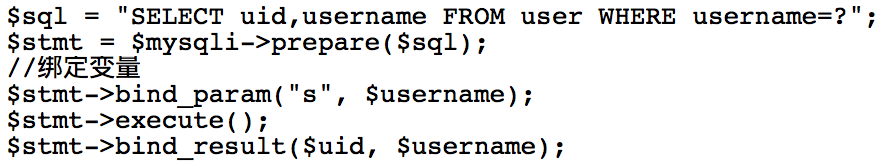 $sql = "SELECT uid,username FROM user WHERE username=?";
$stmt = $mysqli->prepare($sql);
//绑定变量
$stmt->bind_param("s", $username);
$stmt->execute();
$stmt->bind_result($uid, $username);